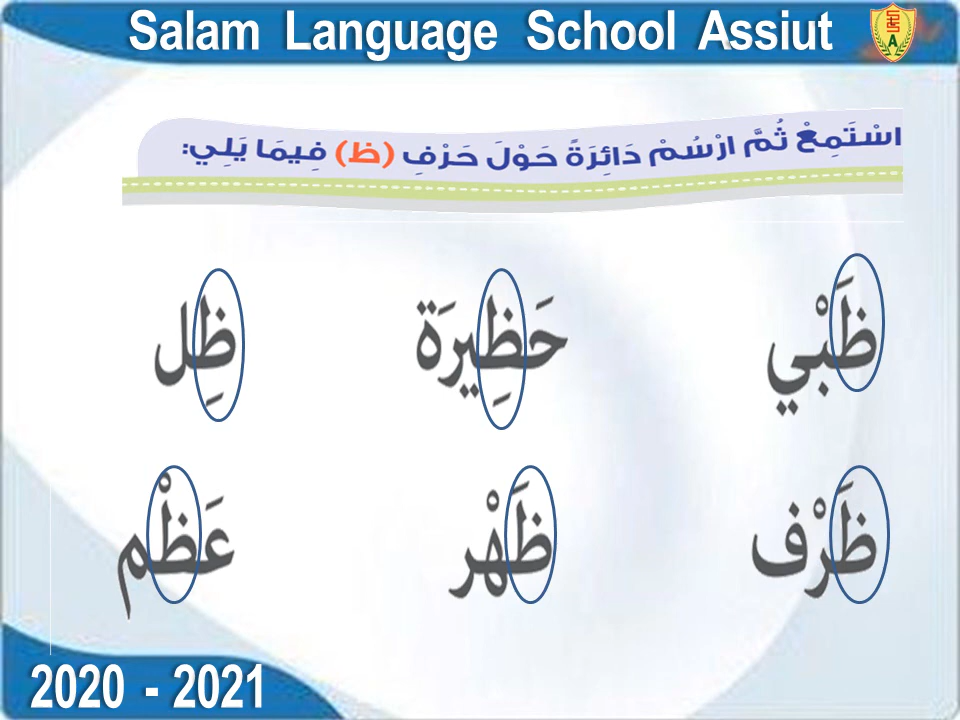 Salam Language School Assiut
اسْتَمِعْ ثُمَّ ارْسُمْ دَائِرَةً حَوْلَ حَرْفِ (ظ) فِيمَا يَلِي:
ظَبْي حَظِيرَة ظِل
ظَرْف ظَهْر عَظْم
2020 - 2021